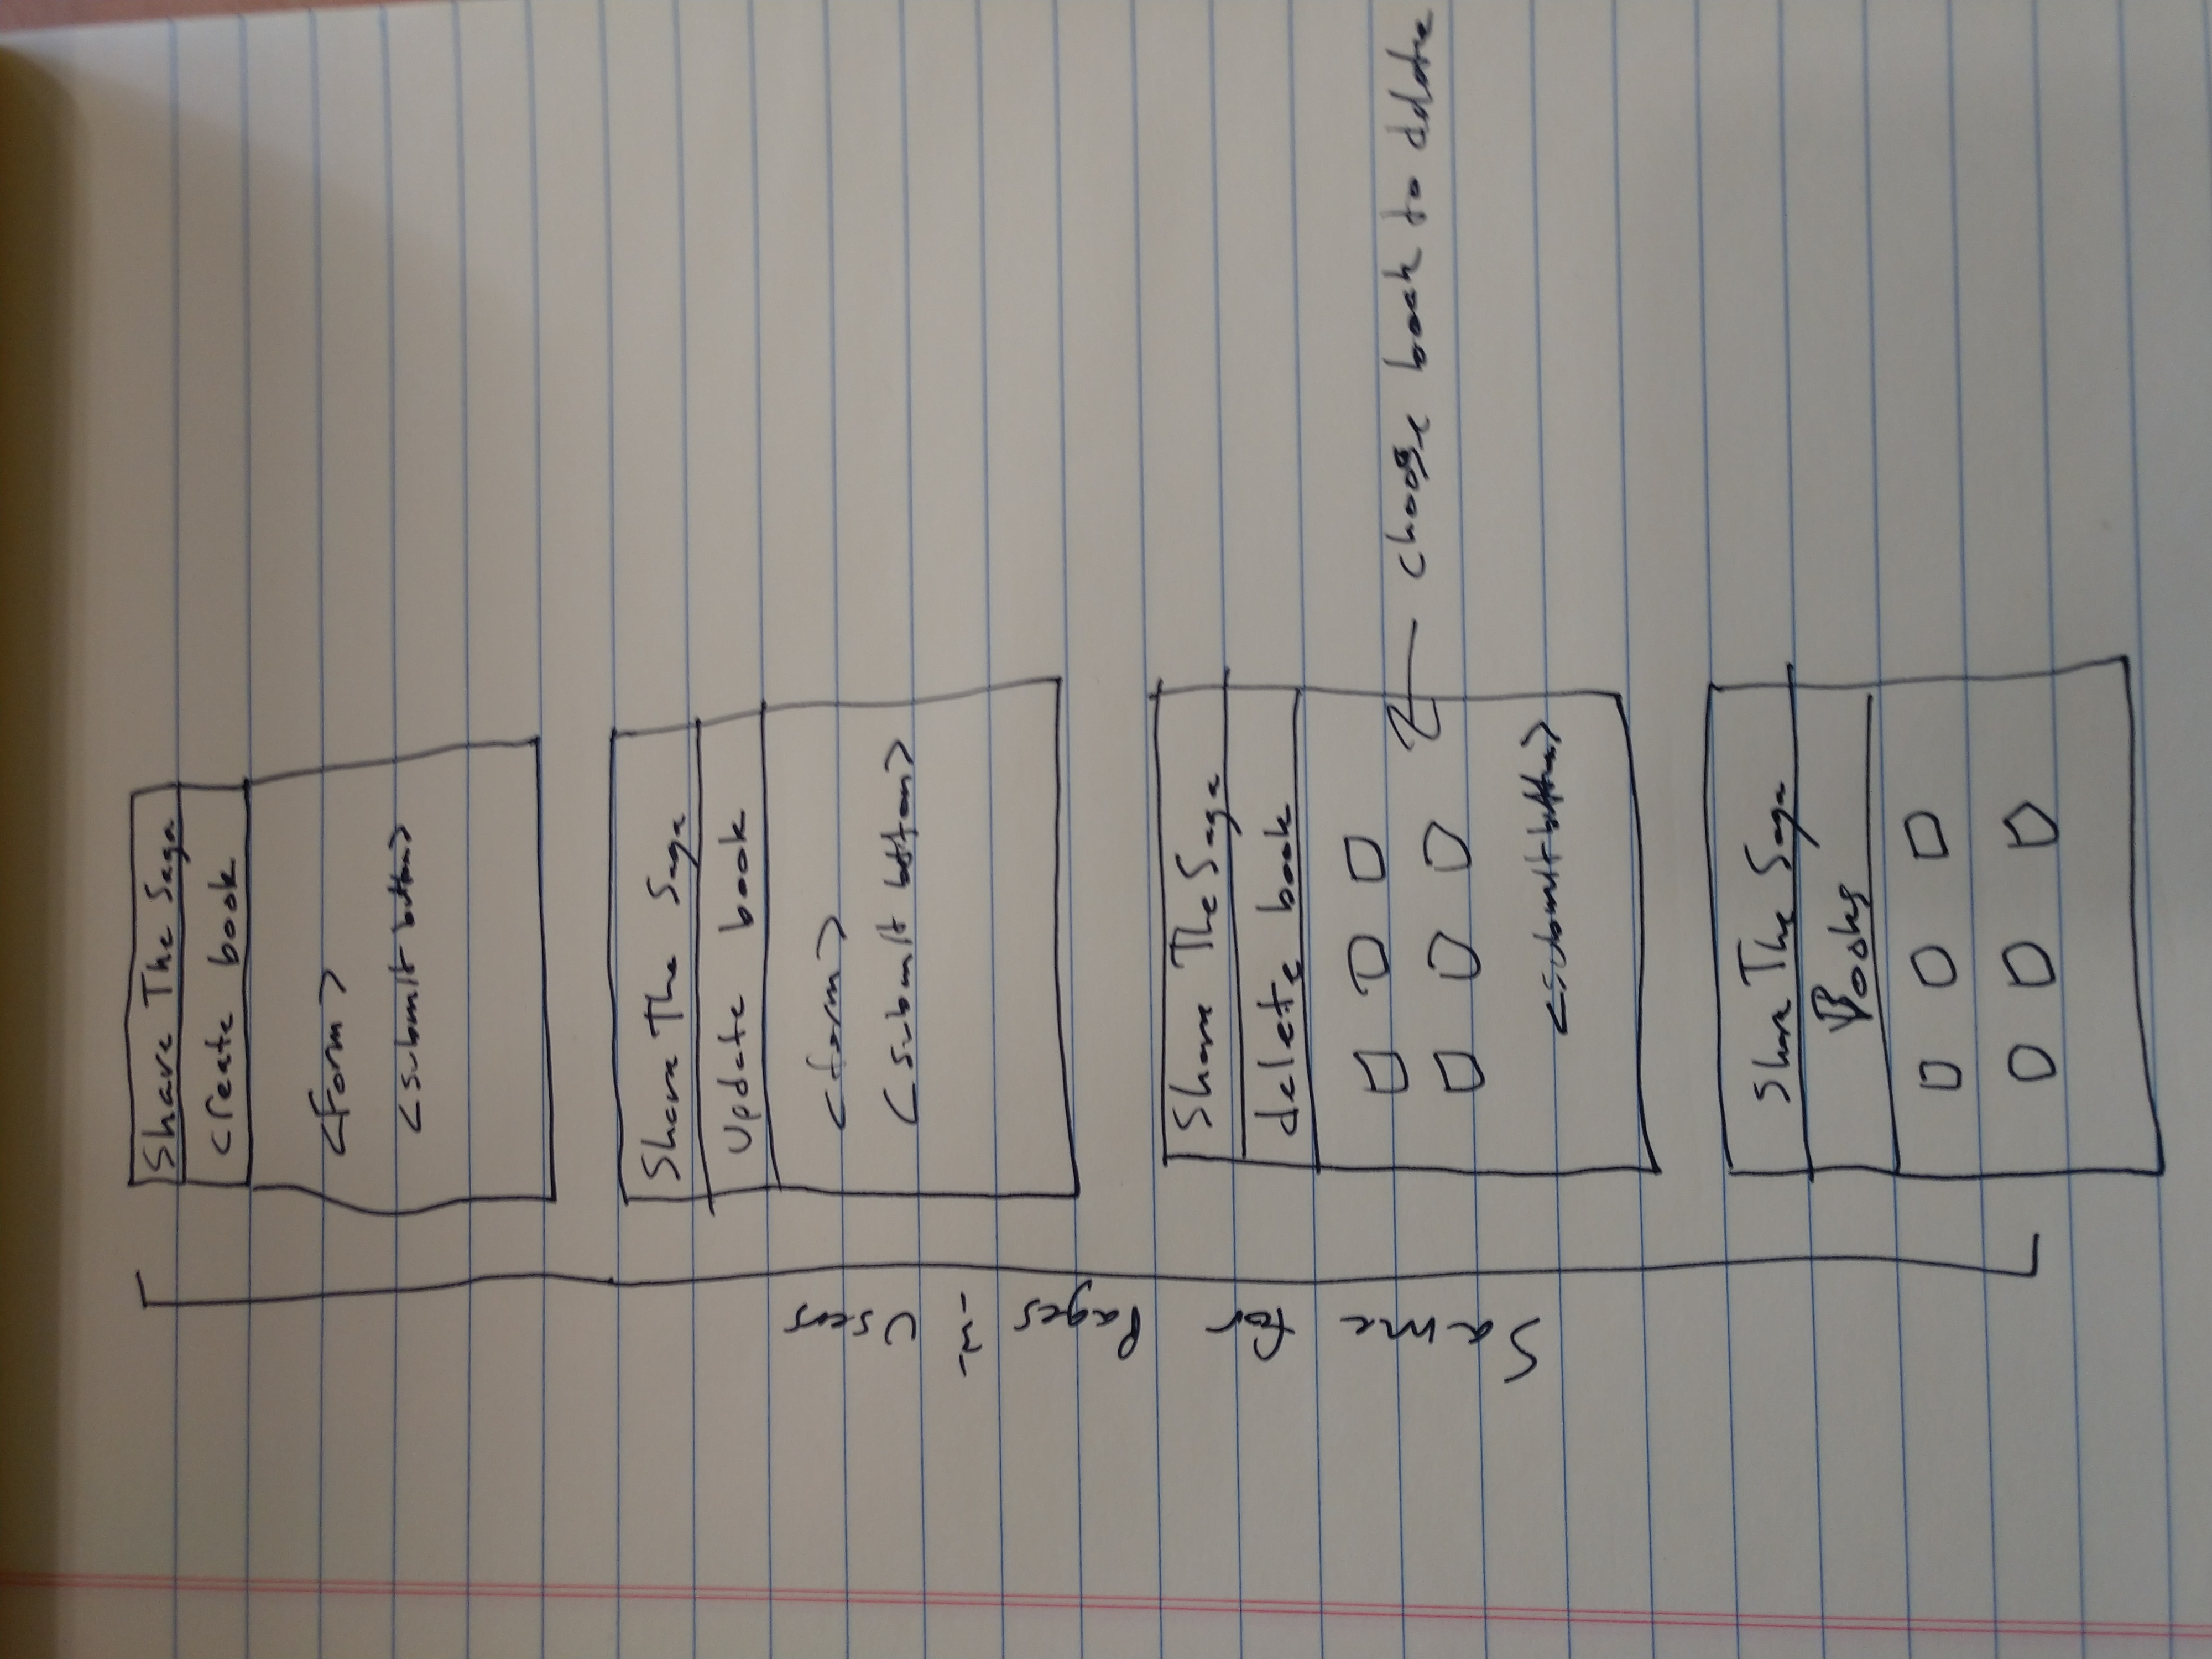 Share The Saga
create book
<Form>
<submit button>
Share The Saga
Update book
<form>
<submit button>
Share The Saga
delete book
choose book to delete
<submit button>
Share The Saga
Books
Same for Pages & Users